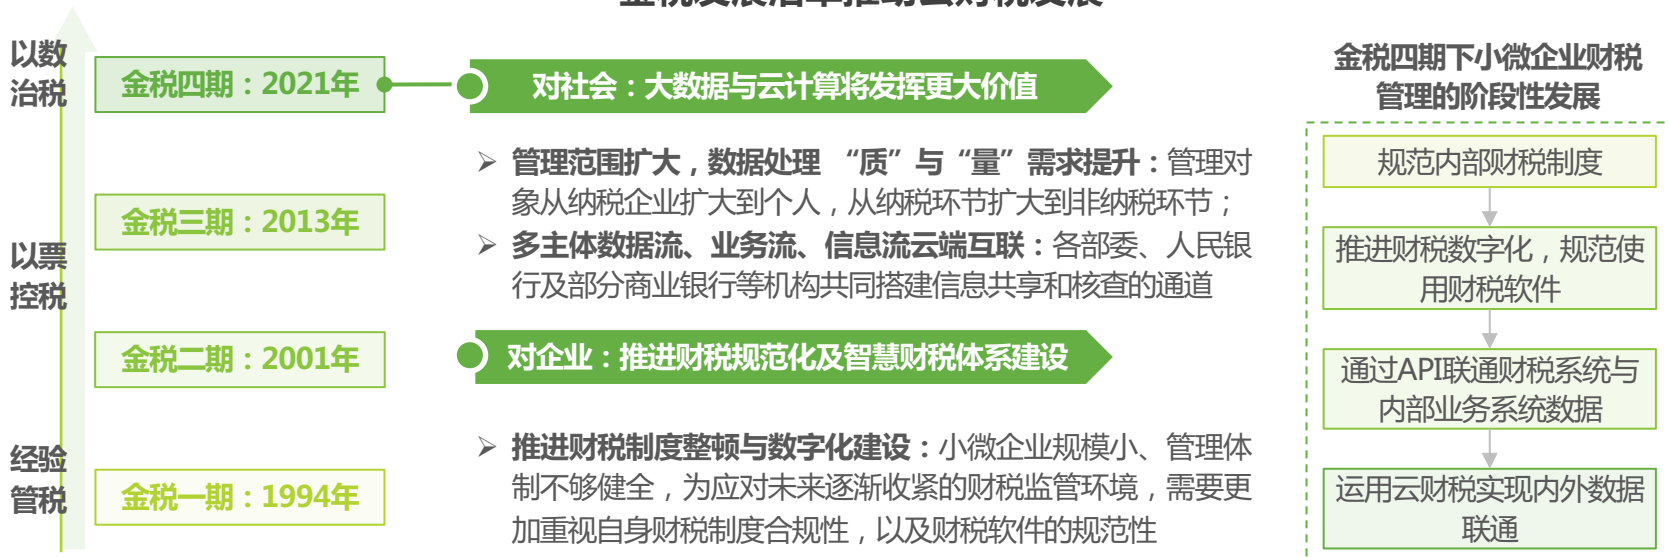 以数
治税
金税四期：2021年
金税三期：2013年
以票
控税
金税二期：2001年
经验
管税
金税一期：1994年
对社会：大数据与云计算将发挥更大价值
➢ 管理范围扩大，数据处理 “质”与“量”需求提升：管理对
象从纳税企业扩大到个人，从纳税环节扩大到非纳税环节；
➢ 多主体数据流、业务流、信息流云端互联：各部委、人民银
行及部分商业银行等机构共同搭建信息共享和核查的通道
对企业：推进财税规范化及智慧财税体系建设
➢ 推进财税制度整顿与数字化建设：小微企业规模小、管理体
制不够健全，为应对未来逐渐收紧的财税监管环境，需要更
加重视自身财税制度合规性，以及财税软件的规范性
金税四期下小微企业财税
管理的阶段性发展
规范内部财税制度
推进财税数字化，规范使
用财税软件
通过API联通财税系统与
内部业务系统数据
运用云财税实现内外数据
联通